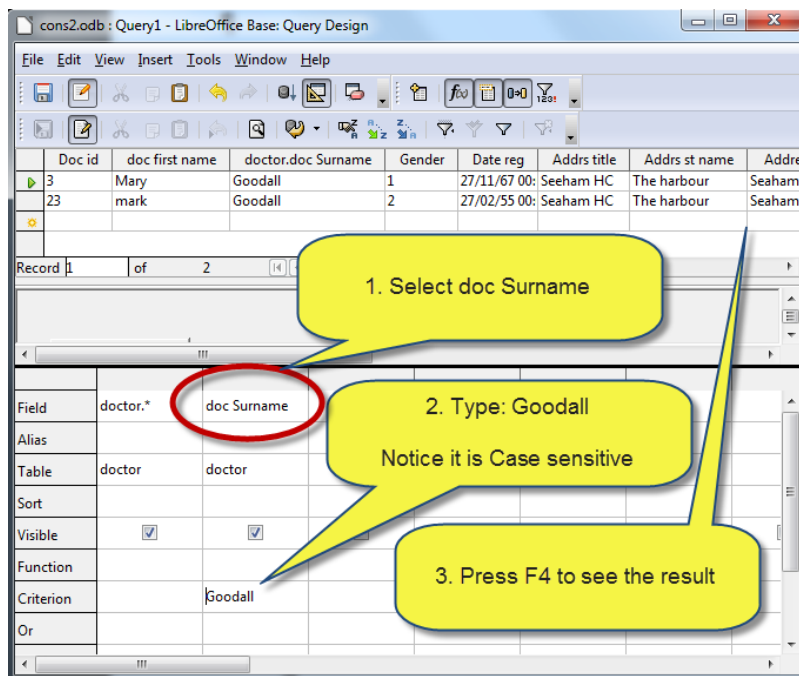 cons2.odb : Query1 - LibreOffice Base: Query Design
File Edit View Insert Tools Window Help
Doc id doc first name doctor.doc Surname Gender Date reg Addrs title Addrs st name Addre
3 Mary Goodall 1 27/11/67 00: Seeham HC The harbour Seaham
23 mark Goodall 2 27/02/55 00: Seaham HC The harbour Seaham
Record 1 of 2
1. Select doc Surname
Field doctor.* doc Surname
Alias
Table doctor doctor
Sort
Visible
Function
Criterion Goodall
Or
2. Type: Goodall
Notice it is Case sensitive
3. Press F4 to see the result